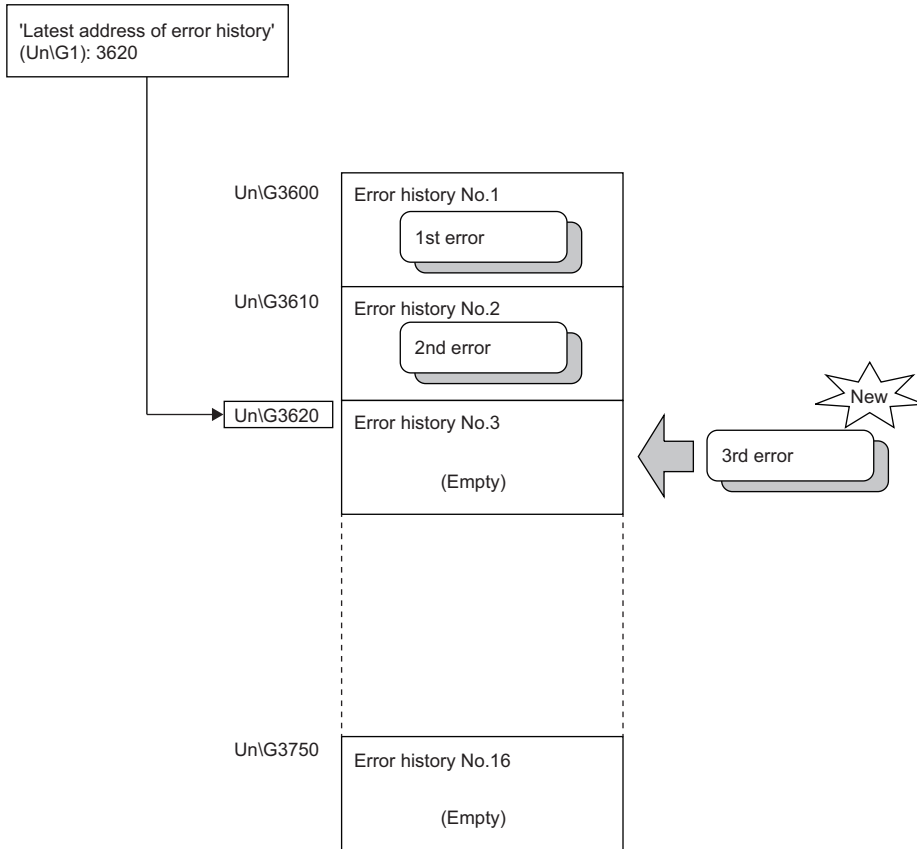 'Latest address of error history'
(Un\G1): 3620
Un\G3600
Error history No.1
1st error
Un\G3610
Error history No.2
2nd error
Un\G3620
Error history No.3
(Empty)
New
3rd error
Un\G3750
Error history No.16
(Empty)